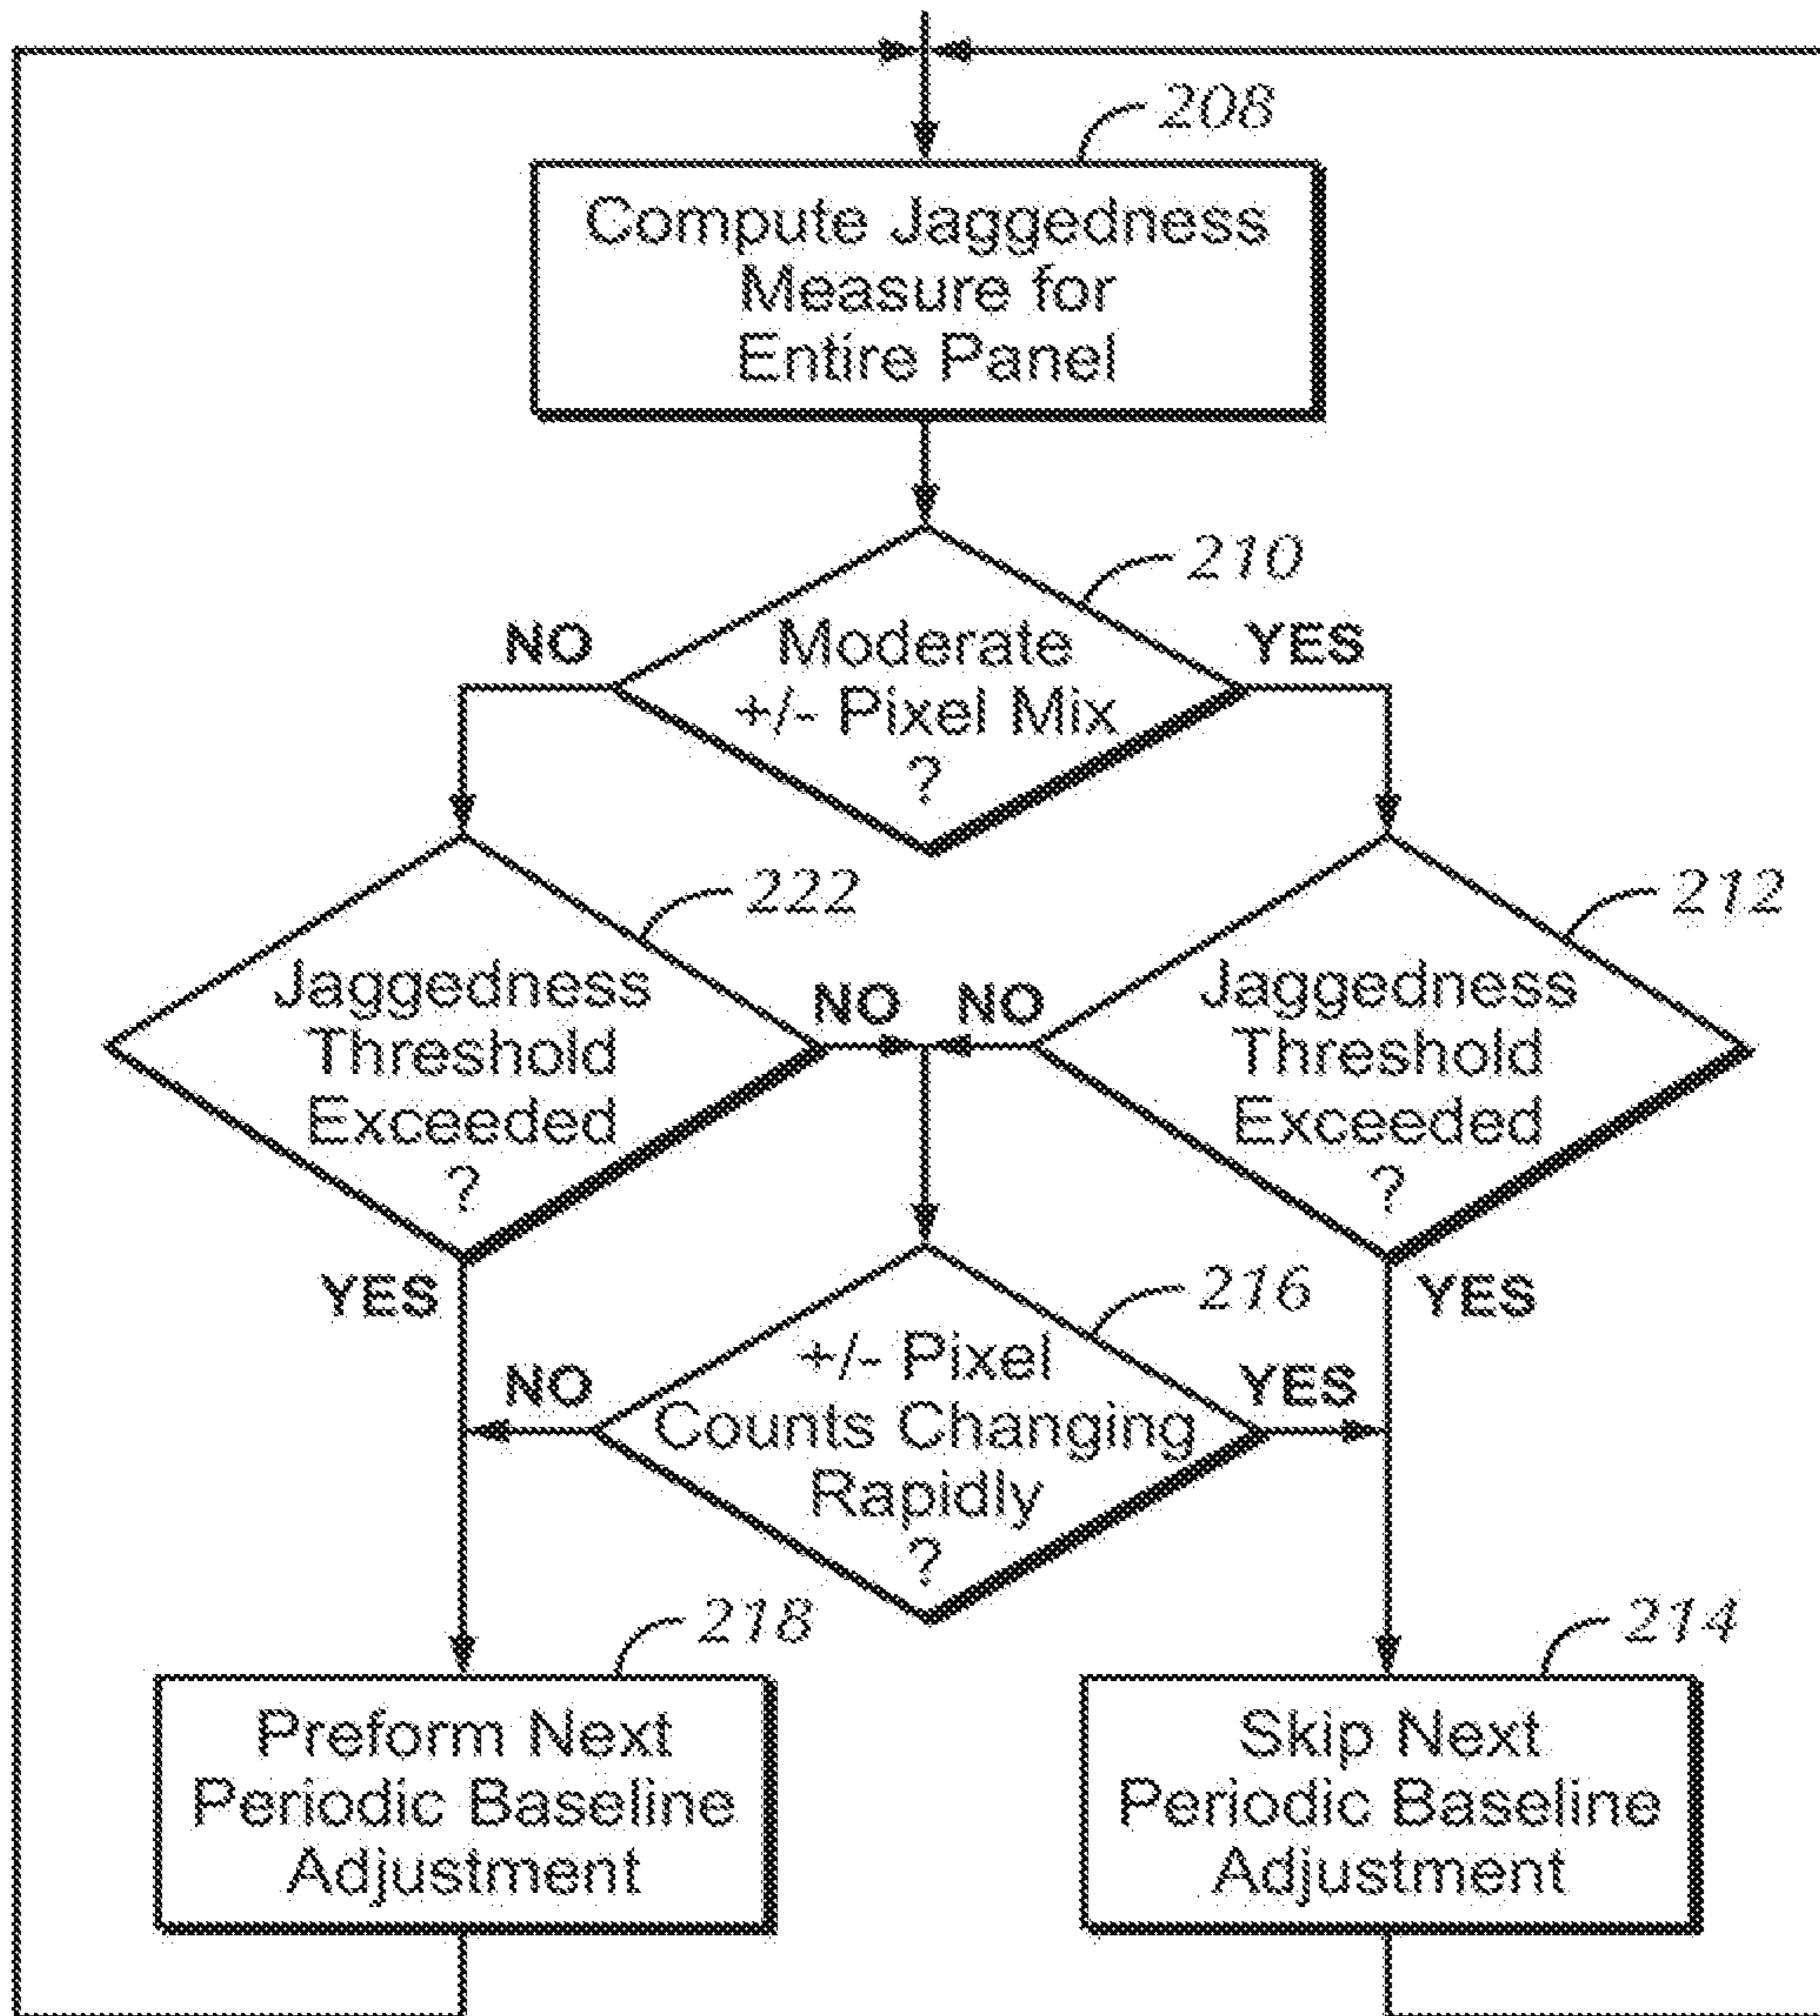 208
Compute Jaggedness
Measure for
Entire Panel
210
NO
Moderate
+/- Pixel Mix
?
YES
222
Jaggedness
Threshold
Exceeded
?
NO
NO
212
Jaggedness
Threshold
Exceeded
?
YES
YES
216
NO
+/- Pixel
Counts Changing
Rapidly
?
YES
218
Preform Next
Periodic Baseline
Adjustment
214
Skip Next
Periodic Baseline
Adjustment